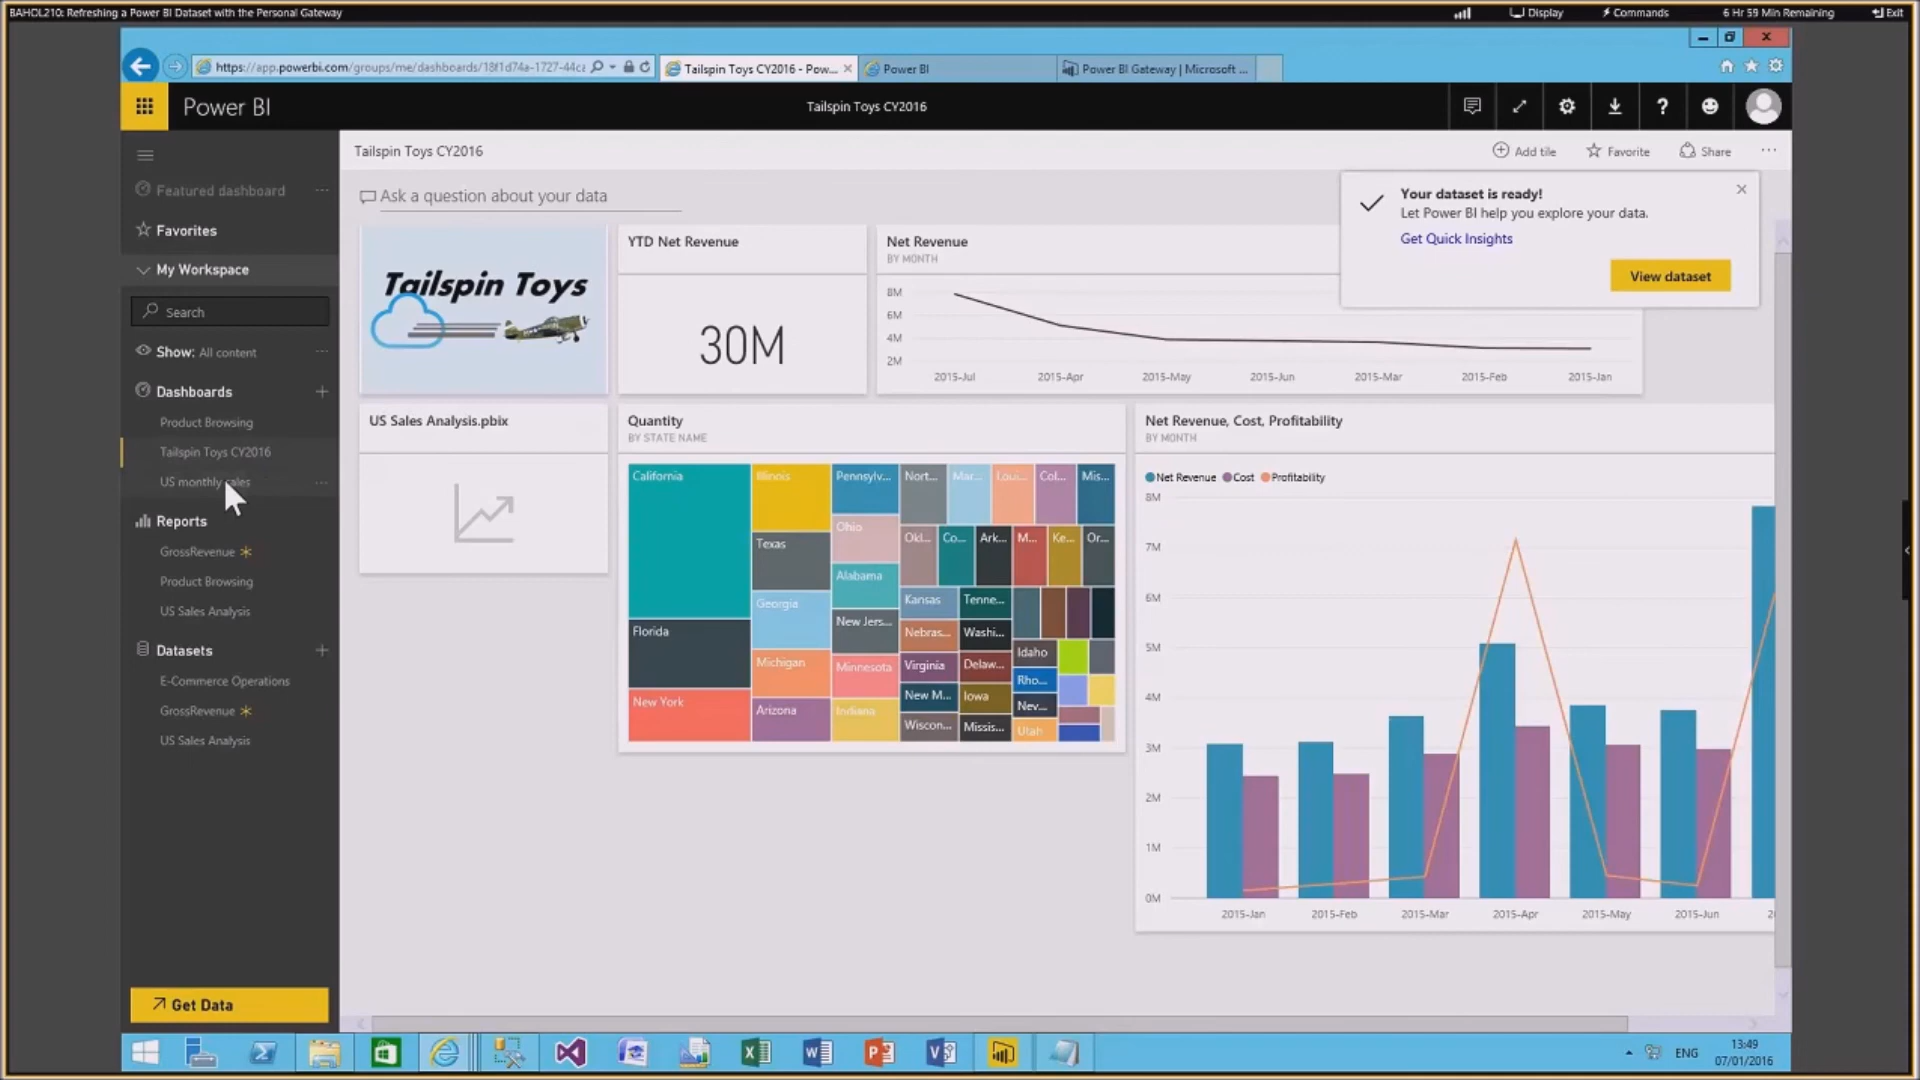 BAHOL210: Refreshing a Power BI Dataset with the Personal Gateway
Display
Commands
6 Hr 59 Min Remaining
Exit
https://app.powerbi.com/groups/me/dashboards/18f1d74a-1727-44ca
Tailspin Toys CY2016 - Pow...
Power BI
Power BI Gateway | Microsoft ...
Power BI
Tailspin Toys CY2016
Tailspin Toys CY2016
Add tile
Favorite
Share
Featured dashboard
Favorites
My Workspace
Search
Show: All content
Dashboards
Product Browsing
Tailspin Toys CY2016
US monthly sales
Reports
GrossRevenue
Product Browsing
US Sales Analysis
Datasets
E-Commerce Operations
GrossRevenue
US Sales Analysis
Get Data
Ask a question about your data
Your dataset is ready!
Let Power BI help you explore your data.
Get Quick Insights
View dataset
Tailspin Toys
YTD Net Revenue
30M
Net Revenue
BY MONTH
8M
6M
4M
2M
2015-Jul 2015-Apr 2015-May 2015-Jun 2015-Mar 2015-Feb 2015-Jan
US Sales Analysis.pbix
Quantity
BY STATE NAME
California
Florida
New York
Illinois
Texas
Georgia
Michigan
Arizona
Pennsylv...
Ohio
Alabama
New Jers...
Minnesota
Indiana
Nort... Mar... Loui... Col... Mis...
Okl... Co... Ark... M... Ke... Or...
Kansas
Nebras...
Virginia
New M...
Wiscon...
Tenne...
Washi...
Delaw...
Iowa
Missis...
Idaho
Rho...
Nev...
Utah
Net Revenue, Cost, Profitability
BY MONTH
Net Revenue Cost Profitability
8M
7M
6M
5M
4M
3M
2M
1M
0M
2015-Jan 2015-Feb 2015-Mar 2015-Apr 2015-May 2015-Jun 2
ENG
13:49
07/01/2016